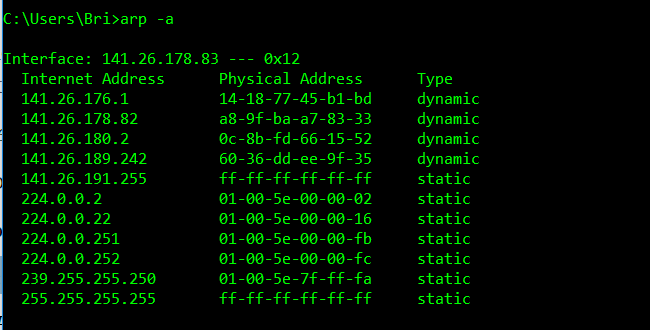 C:\Users\Bri>arp -a
Interface: 141.26.178.83 --- 0x12
Internet Address Physical Address Type
141.26.176.1 14-18-77-45-b1-bd dynamic
141.26.178.82 a8-9f-ba-a7-83-33 dynamic
141.26.180.2 0c-8b-fd-66-15-52 dynamic
141.26.189.242 60-36-dd-ee-9f-35 dynamic
141.26.191.255 ff-ff-ff-ff-ff-ff static
224.0.0.2 01-00-5e-00-00-02 static
224.0.0.22 01-00-5e-00-00-16 static
224.0.0.251 01-00-5e-00-00-fb static
224.0.0.252 01-00-5e-00-00-fc static
239.255.255.250 01-00-5e-7f-ff-fa static
255.255.255.255 ff-ff-ff-ff-ff-ff static